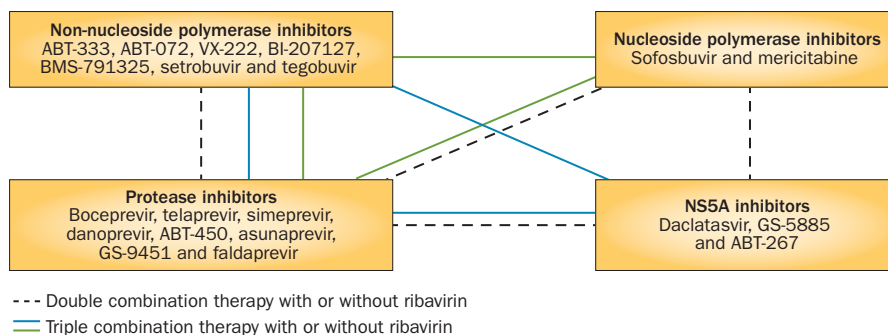 Non-nucleoside polymerase inhibitors
ABT-333, ABT-072, VX-222, BI-207127,
BMS-791325, setrobuvir and tegobuvir
Nucleoside polymerase inhibitors
Sofosbuvir and mericitabine
Protease inhibitors
Boceprevir, telaprevir, simeprevir,
danoprevir, ABT-450, asunaprevir,
GS-9451 and faldaprevir
NS5A inhibitors
Daclatasvir, GS-5885
and ABT-267
Double combination therapy with or without ribavirin
Triple combination therapy with or without ribavirin